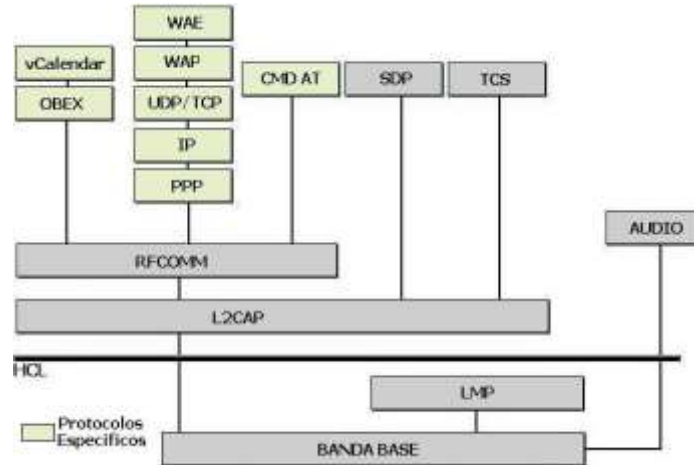 WAE
vCalendar
WAP
CMD AT
SDP
TCS
OBEX
UDP/TCP
IP
PPP
AUDIO
RFCOMM
L2CAP
HCL
LMP
Protocolos
Específicos
BANDA BASE